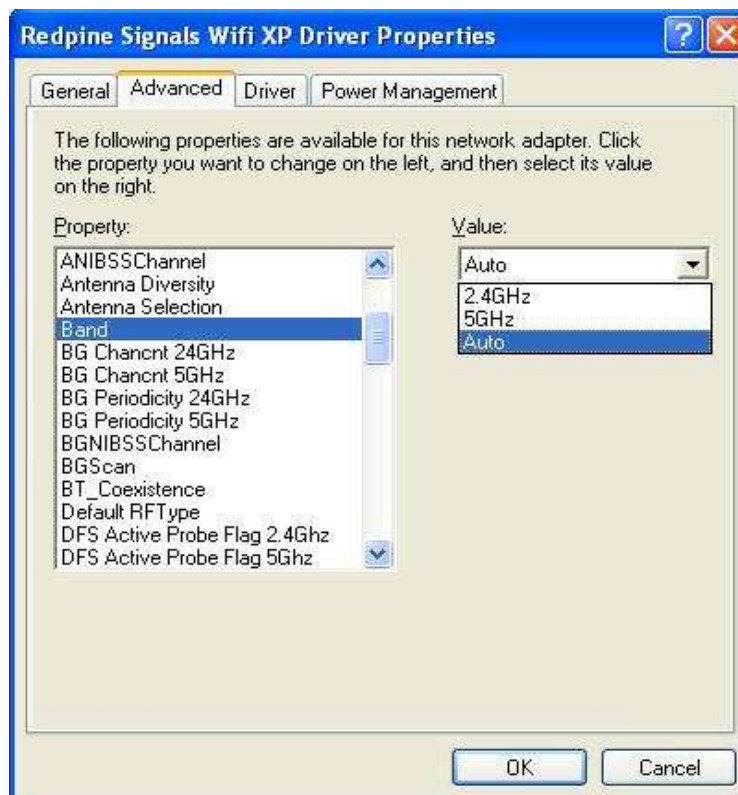 Redpine Signals Wifi XP Driver Properties
General Advanced Driver Power Management
The following properties are available for this network adapter. Click
the property you want to change on the left, and then select its value
on the right.
Property:
ANIBSSChannel
Antenna Diversity
Antenna Selection
Band
BG Chancnt 24GHz
BG Chancnt 5GHz
BG Periodicity 24GHz
BG Periodicity 5GHz
BGNIBSSChannel
BGScan
BT_Coexistence
Default RFType
DFS Active Probe Flag 2.4Ghz
DFS Active Probe Flag 5Ghz
Value:
Auto
2.4GHz
5GHz
Auto
OK Cancel